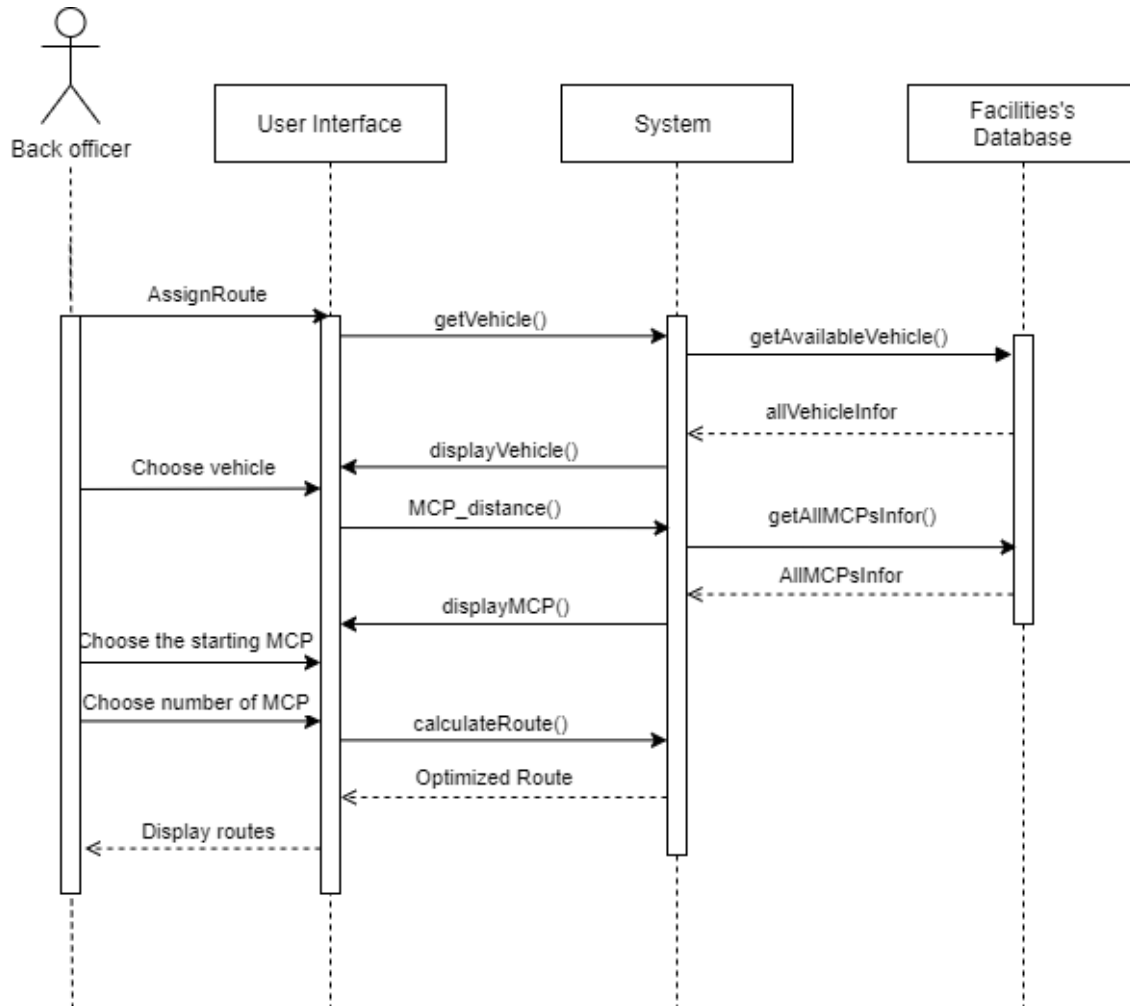 Back officer
User Interface
System
Facilities's
Database
AssignRoute
getVehicle()
getAvailableVehicle()
allVehicleInfor
displayVehicle()
Choose vehicle
MCP_distance()
getAllMCPsInfor()
AllMCPsInfor
displayMCP()
Choose the starting MCP
Choose number of MCP
calculateRoute()
Optimized Route
Display routes